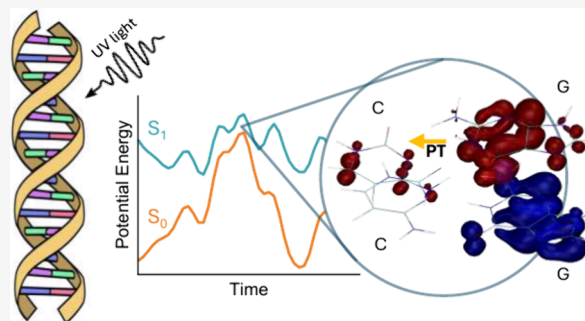 UV light
Potential Energy
S₁
S₀
Time
C
G
PT
C
G